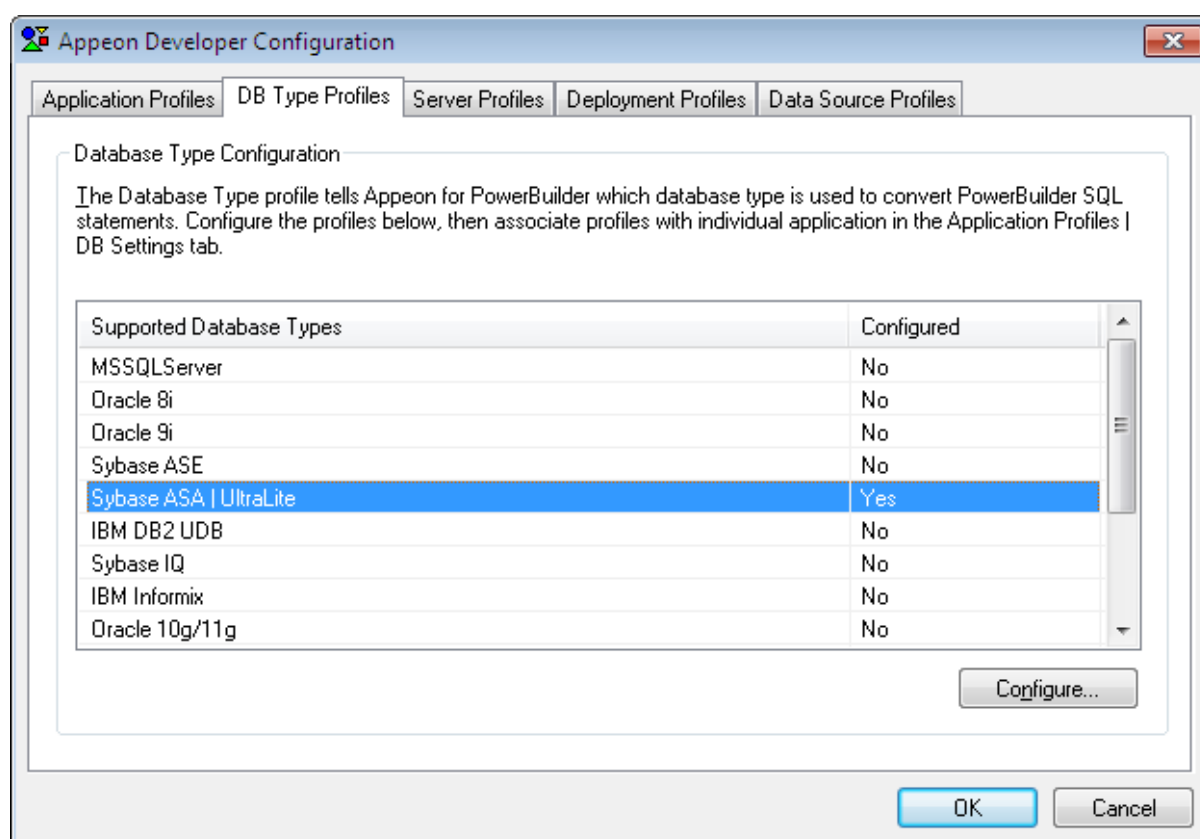 Appeon Developer Configuration
Application Profiles DB Type Profiles Server Profiles Deployment Profiles Data Source Profiles
Database Type Configuration
The Database Type profile tells Appeon for PowerBuilder which database type is used to convert PowerBuilder SQL
statements. Configure the profiles below, then associate profiles with individual application in the Application Profiles |
DB Settings tab.
Supported Database Types Configured
MSSQLServer No
Oracle 8i No
Oracle 9i No
Sybase ASE No
Sybase ASA | UltraLite Yes
IBM DB2 UDB No
Sybase IQ No
IBM Informix No
Oracle 10g/11g No
Configure...
OK Cancel